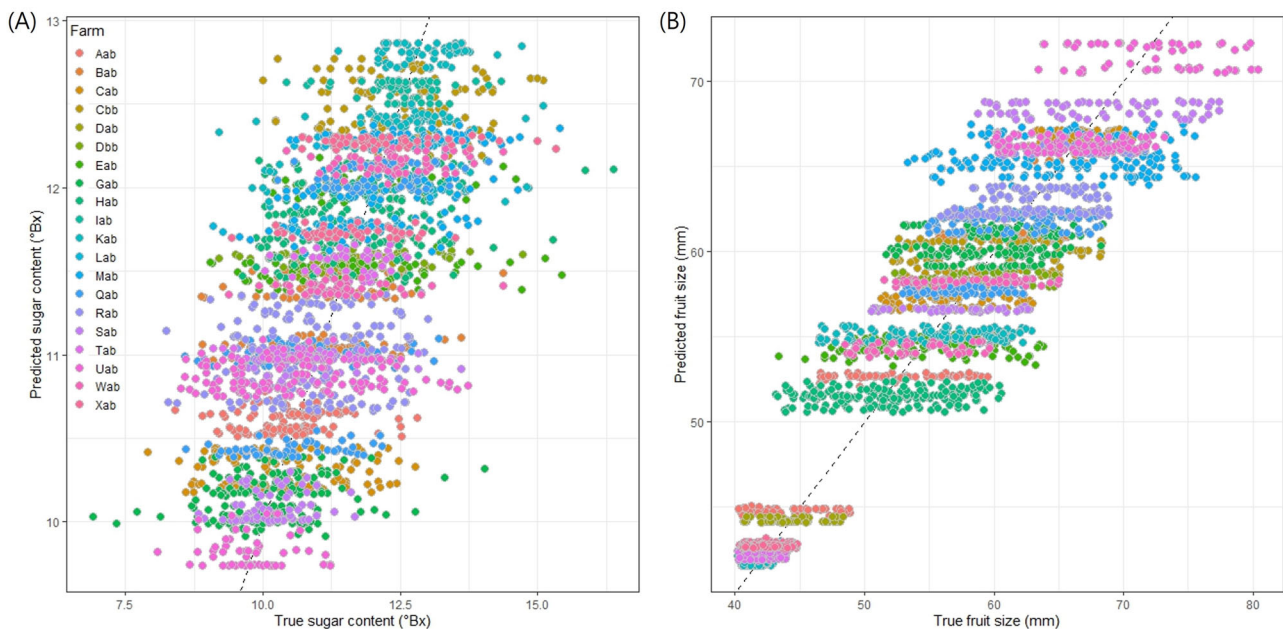 (A)
13
12
11
10
Predicted sugar content (°Bx)
Farm
Aab
Bab
Cab
Cbb
Dab
Dbb
Eab
Gab
Hab
Iab
Kab
Lab
Mab
Qab
Rab
Sab
Tab
Uab
Wab
Xab
7.5 10.0 12.5 15.0
True sugar content (°Bx)
(B)
70
60
50
Predicted fruit size (mm)
40 50 60 70 80
True fruit size (mm)